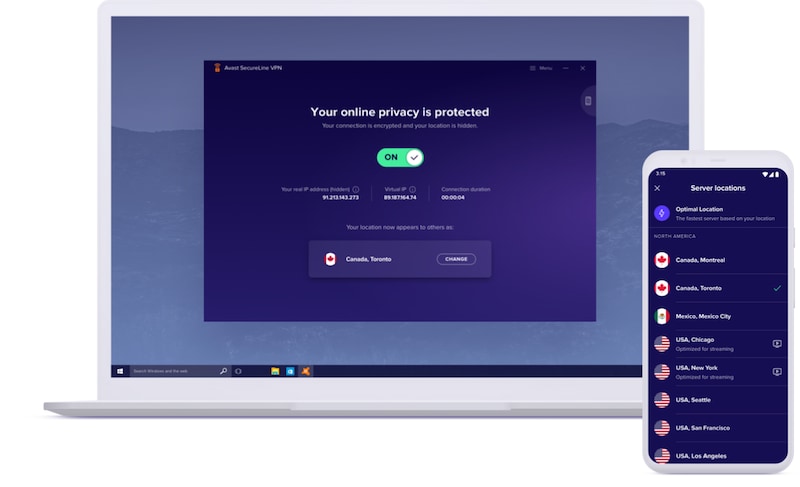 Avast SecureLine VPN
Menu
Your online privacy is protected
Your connection is encrypted and your location is hidden.
ON
Your real IP address (hidden)
Virtual IP
Connection duration
91.213.143.273
89.187.164.74
00:00:04
Your location now appears to others as:
Canada, Toronto
CHANGE
Search Windows and the web
3:15
Server locations
Optimal Location
The fastest server based on your location
NORTH AMERICA
Canada, Montreal
Canada, Toronto
Mexico, Mexico City
USA, Chicago
Optimized for streaming
USA, New York
Optimized for streaming
USA, Seattle
USA, San Francisco
USA, Los Angeles